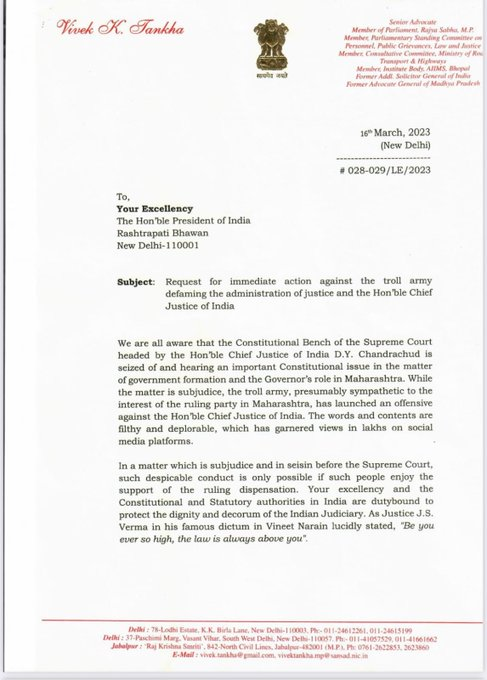 Vivek K. Tankha
सत्यमेव जयते
Senior Advocate
Member of Parliament, Rajya Sabha, M.P.
Member, Parliamentary Standing Committee on
Personnel, Public Grievances, Law and Justice
Member, Consultative Committee, Ministry of Roa
Transport & Highways
Member, Institute Body, AIIMS, Bhopal
Former Addl. Solicitor General of India
Former Advocate General of Madhya Pradesh
16th March, 2023
(New Delhi)
--------------------------
# 028-029/LE/2023
To,
Your Excellency
The Hon'ble President of India
Rashtrapati Bhawan
New Delhi-110001
Subject: Request for immediate action against the troll army
defaming the administration of justice and the Hon'ble Chief
Justice of India
We are all aware that the Constitutional Bench of the Supreme Court
headed by the Hon'ble Chief Justice of India D.Y. Chandrachud is
seized of and hearing an important Constitutional issue in the matter
of government formation and the Governor's role in Maharashtra. While
the matter is subjudice, the troll army, presumably sympathetic to the
interest of the ruling party in Maharashtra, has launched an offensive
against the Hon'ble Chief Justice of India. The words and contents are
filthy and deplorable, which has garnered views in lakhs on social
media platforms.
In a matter which is subjudice and in seisin before the Supreme Court,
such despicable conduct is only possible if such people enjoy the
support of the ruling dispensation. Your excellency and the
Constitutional and Statutory authorities in India are dutybound to
protect the dignity and decorum of the Indian Judiciary. As Justice J.S.
Verma in his famous dictum in Vineet Narain lucidly stated, "Be you
ever so high, the law is always above you".
Delhi : 78-Lodhi Estate, K.K. Birla Lane, New Delhi-110003, Ph:- 011-24612261, 011-24615199
Delhi : 37-Paschimi Marg, Vasant Vihar, South West Delhi, New Delhi-110057. Ph:- 011-41057529, 011-41661662
Jabalpur : 'Raj Krishna Smriti', 842-North Civil Lines, Jabalpur-482001 (M.P.). Ph: 0761-2622853, 2623860
E-Mail : vivek.tankha@gmail.com, vivektankha.mp@sansad.nic.in